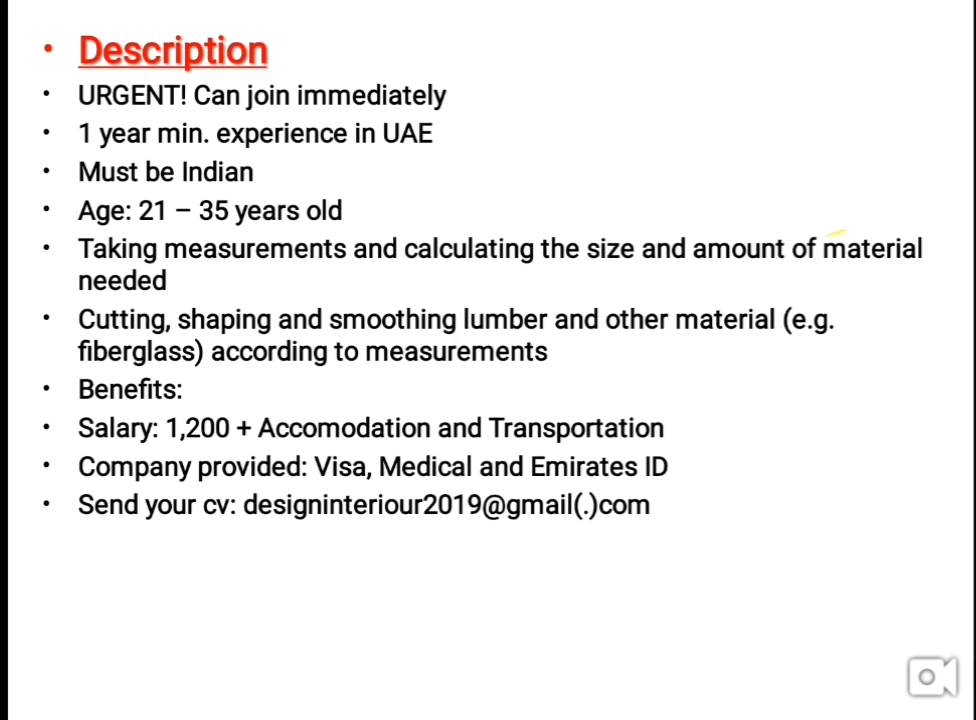 • Description
• URGENT! Can join immediately
• 1 year min. experience in UAE
• Must be Indian
• Age: 21 – 35 years old
• Taking measurements and calculating the size and amount of material
needed
• Cutting, shaping and smoothing lumber and other material (e.g.
fiberglass) according to measurements
• Benefits:
• Salary: 1,200 + Accomodation and Transportation
• Company provided: Visa, Medical and Emirates ID
• Send your cv: designinteriour2019@gmail(.)com